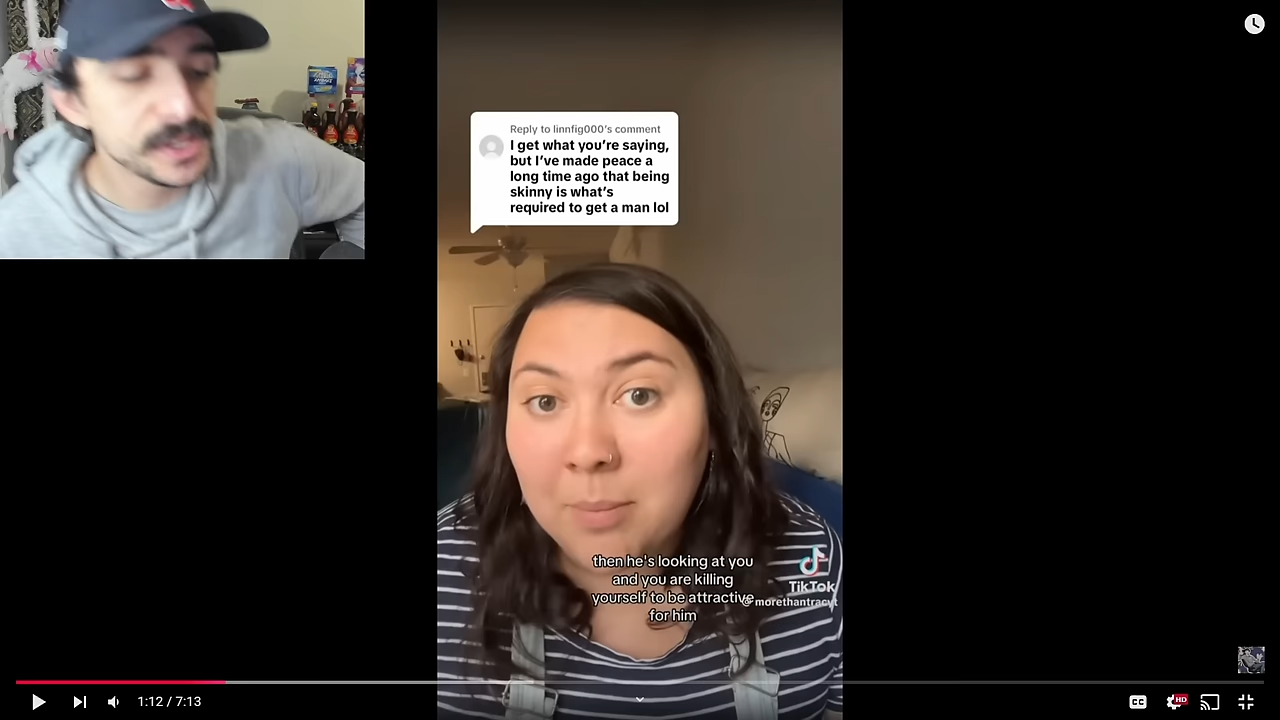 Reply to linnfig000's comment
I get what you're saying,
but I've made peace a
long time ago that being
skinny is what's
required to get a man lol
then he's looking at you
and you are killing
yourself to be attractive
for him
TikTok
@morethantracyt
1:12 / 7:13
CC
HD